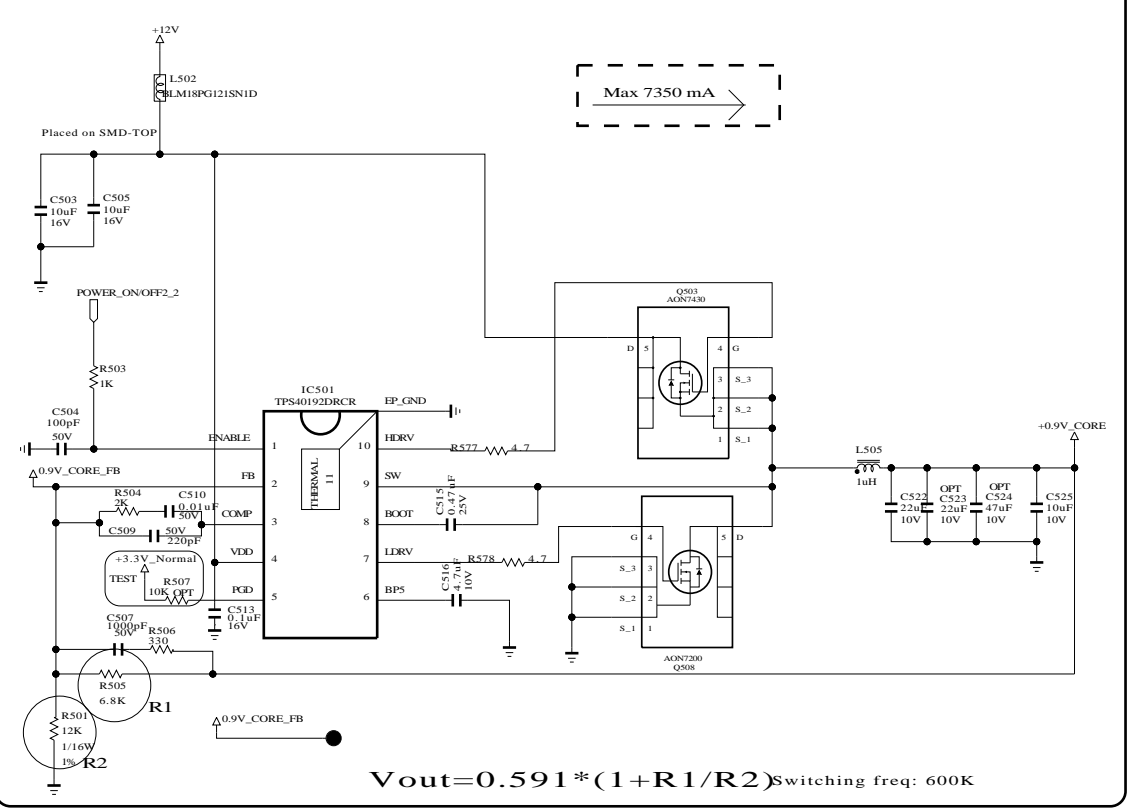 +12V
L502
BLM18PG121SN1D
Max 7350 mA
Placed on SMD-TOP
C503
10uF
16V
C505
10uF
16V
POWER_ON/OFF2_2
R503
1K
C504
100pF
50V
IC501
TPS40192DRCR
EP_GND
ENABLE
1
10
HDRV
R577
4.7
0.9V_CORE_FB
FB
2
9
SW
R504
2K
C510
0.01uF
50V
COMP
3
8
BOOT
C515
0.47uF
25V
C509
50V
220pF
THERMAL
11
VDD
4
7
LDRV
R578
4.7
+3.3V_Normal
TEST
R507
10K
OPT
PGD
5
6
BP5
C516
4.7uF
10V
C513
0.1uF
16V
C507
1000pF
50V
R506
330
R505
6.8K
R1
R501
12K
1/16W
1%
R2
0.9V_CORE_FB
Q503
AON7430
D
5
4
G
3
S_3
2
S_2
1
S_1
G
4
5
D
S_3
3
S_2
2
S_1
1
AON7200
Q508
L505
1uH
+0.9V_CORE
C522
22uF
10V
OPT
C523
22uF
10V
OPT
C524
47uF
10V
C525
10uF
10V
Vout=0.591*(1+R1/R2)
Switching freq: 600K